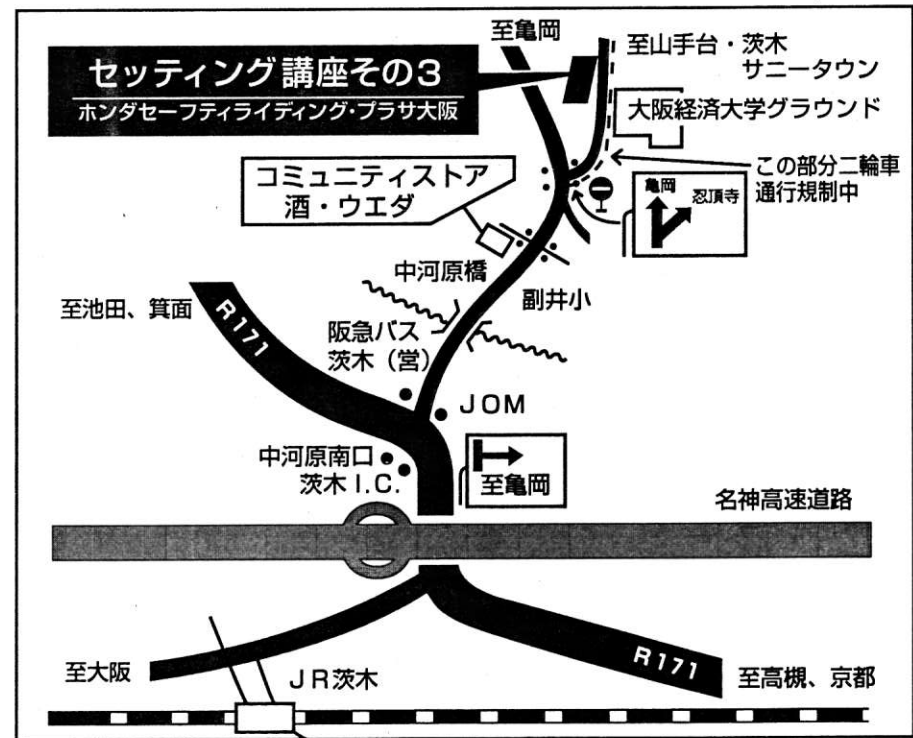 至亀岡
至山手台・茨木
サニータウン
セッティング講座その3
ホンダセーフティライディング・プラザ大阪
大阪経済大学グラウンド
この部分二輪車
通行規制中
コミュニティストア
酒・ウエダ
亀岡
忍頂寺
中河原橋
副井小
至池田、箕面
R171
阪急バス
茨木（営）
JOM
中河原南口
茨木I.C.
至亀岡
名神高速道路
至大阪
JR茨木
R171
至高槻、京都